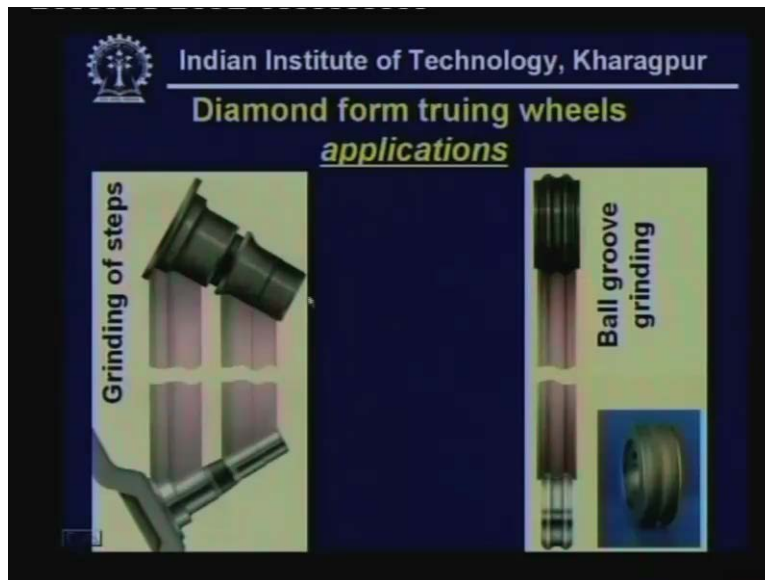 Indian Institute of Technology, Kharagpur
Diamond form truing wheels
applications
Grinding of steps
Ball groove
grinding